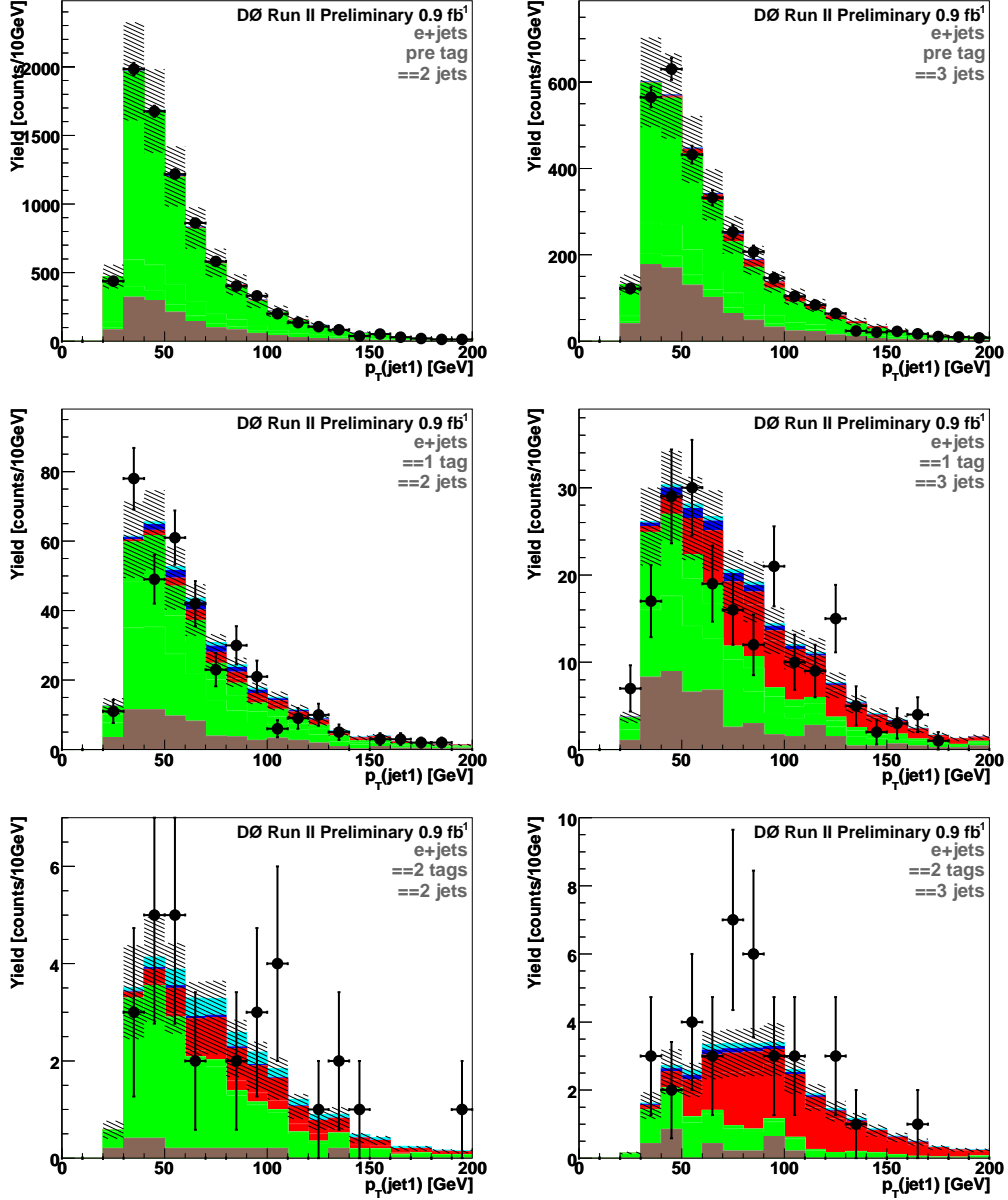 DØ Run II Preliminary 0.9 fb-1
e+jets
pre tag
==2 jets
Yield [counts/10GeV]
2000
1500
1000
500
0
0 50 100 150 200
pT(jet1) [GeV]
DØ Run II Preliminary 0.9 fb-1
e+jets
pre tag
==3 jets
Yield [counts/10GeV]
600
400
200
0
0 50 100 150 200
pT(jet1) [GeV]
DØ Run II Preliminary 0.9 fb-1
e+jets
==1 tag
==2 jets
Yield [counts/10GeV]
80
60
40
20
0
0 50 100 150 200
pT(jet1) [GeV]
DØ Run II Preliminary 0.9 fb-1
e+jets
==1 tag
==3 jets
Yield [counts/10GeV]
30
20
10
0
0 50 100 150 200
pT(jet1) [GeV]
DØ Run II Preliminary 0.9 fb-1
e+jets
==2 tags
==2 jets
Yield [counts/10GeV]
6
4
2
0
0 50 100 150 200
pT(jet1) [GeV]
DØ Run II Preliminary 0.9 fb-1
e+jets
==2 tags
==3 jets
Yield [counts/10GeV]
10
8
6
4
2
0
0 50 100 150 200
pT(jet1) [GeV]